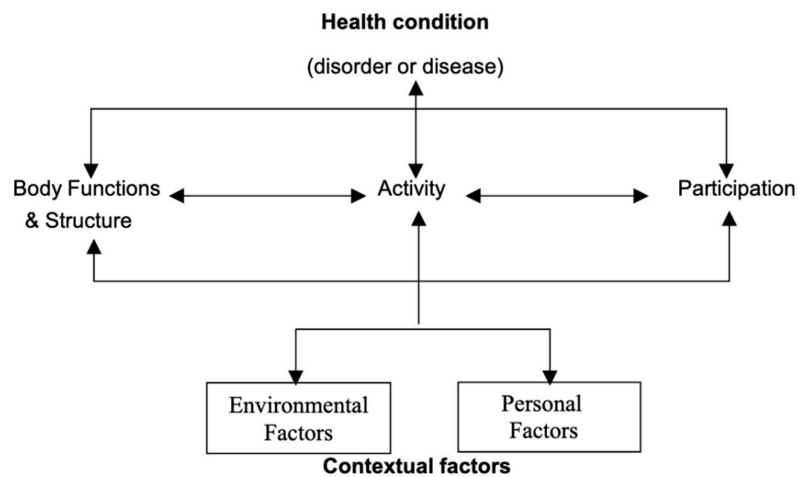 Health condition
(disorder or disease)
Body Functions
& Structure
Activity
Participation
Environmental
Factors
Personal
Factors
Contextual factors